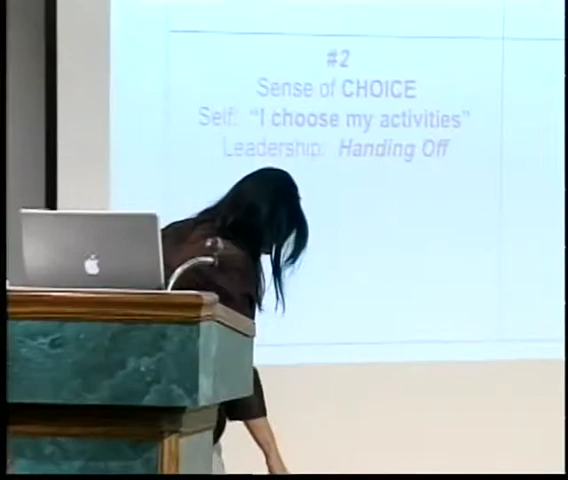 #2
Sense of CHOICE
Self: "I choose my activities"
Leadership: Handing Off